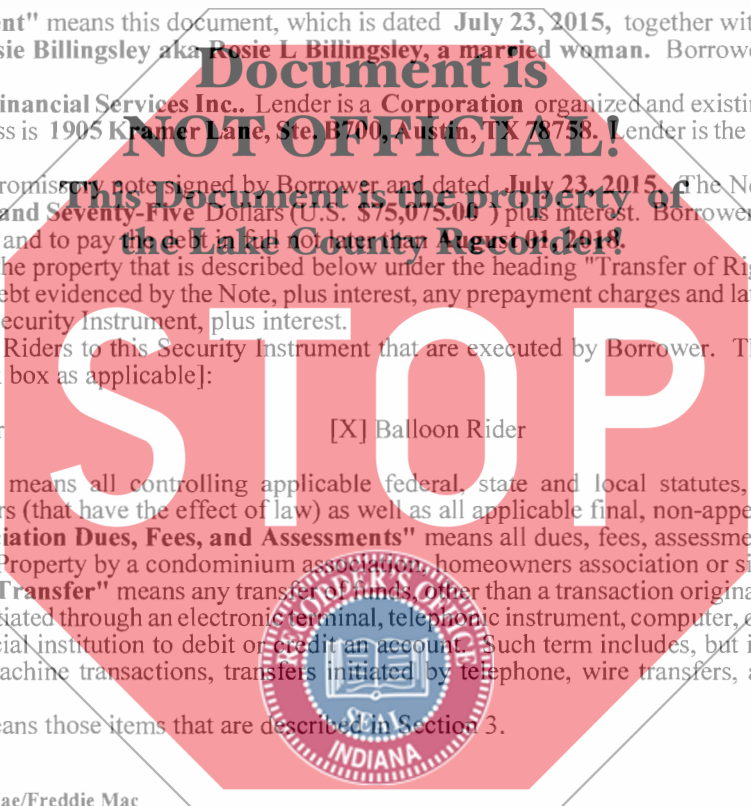 ent" means this document, which is dated July 23, 2015, together wit
sie Billingsley aka Rosie L Billingsley, a married woman. Borrowe
Document is
inancial Services Inc.. Lender is a Corporation organized and existin
ss is 1905 Kramer Lane, Ste. B700, Austin, TX 78758. Lender is the
NOT OFFICIAL!
romissory note signed by Borrower and dated July 23, 2015. The No
This Document is the property of
and Seventy-Five Dollars (U.S. $75,075.00 ) plus interest. Borrower
and to pay the debt in full not later than August 01, 2018.
the Lake County Recorder!
he property that is described below under the heading "Transfer of Rig
ebt evidenced by the Note, plus interest, any prepayment charges and la
ecurity Instrument, plus interest.
Riders to this Security Instrument that are executed by Borrower. Th
box as applicable]:
STOP
r [X] Balloon Rider
means all controlling applicable federal, state and local statutes,
rs (that have the effect of law) as well as all applicable final, non-appe
iation Dues, Fees, and Assessments" means all dues, fees, assessme
Property by a condominium association, homeowners association or si
Transfer" means any transfer of funds, other than a transaction origina
tiated through an electronic terminal, telephonic instrument, computer, o
cial institution to debit or credit an account. Such term includes, but i
achine transactions, transfers initiated by telephone, wire transfers, a
RECORDER'S OFFICE
SEAL
INDIANA
eans those items that are described in Section 3.
ae/Freddie Mac